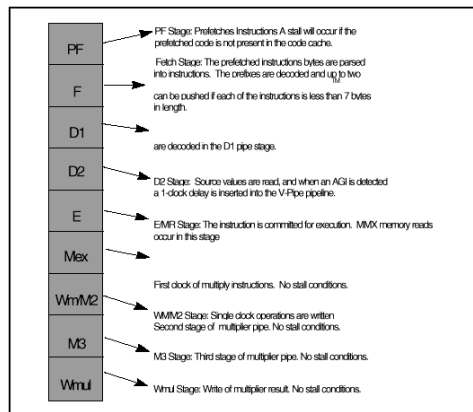 PF
PF Stage: Prefetches Instructions A stall will occur if the
prefetched code is not present in the code cache.
F
Fetch Stage: The prefetched instructions bytes are parsed
into instructions. The prefixes are decoded and up to two
TM
can be pushed if each of the instructions is less than 7 bytes
in length.
D1
are decoded in the D1 pipe stage.
D2
D2 Stage: Source values are read, and when an AGI is detected
a 1-clock delay is inserted into the V-Pipe pipeline.
E
E/MR Stage: The instruction is committed for execution. MMX memory reads
occur in this stage
Mex
First clock of multiply instructions. No stall conditions.
Wm/M2
WM/M2 Stage: Single clock operations are written
Second stage of multiplier pipe. No stall conditions.
M3
M3 Stage: Third stage of multiplier pipe. No stall conditions.
Wmul
Wmul Stage: Write of multiplier result. No stall conditions.